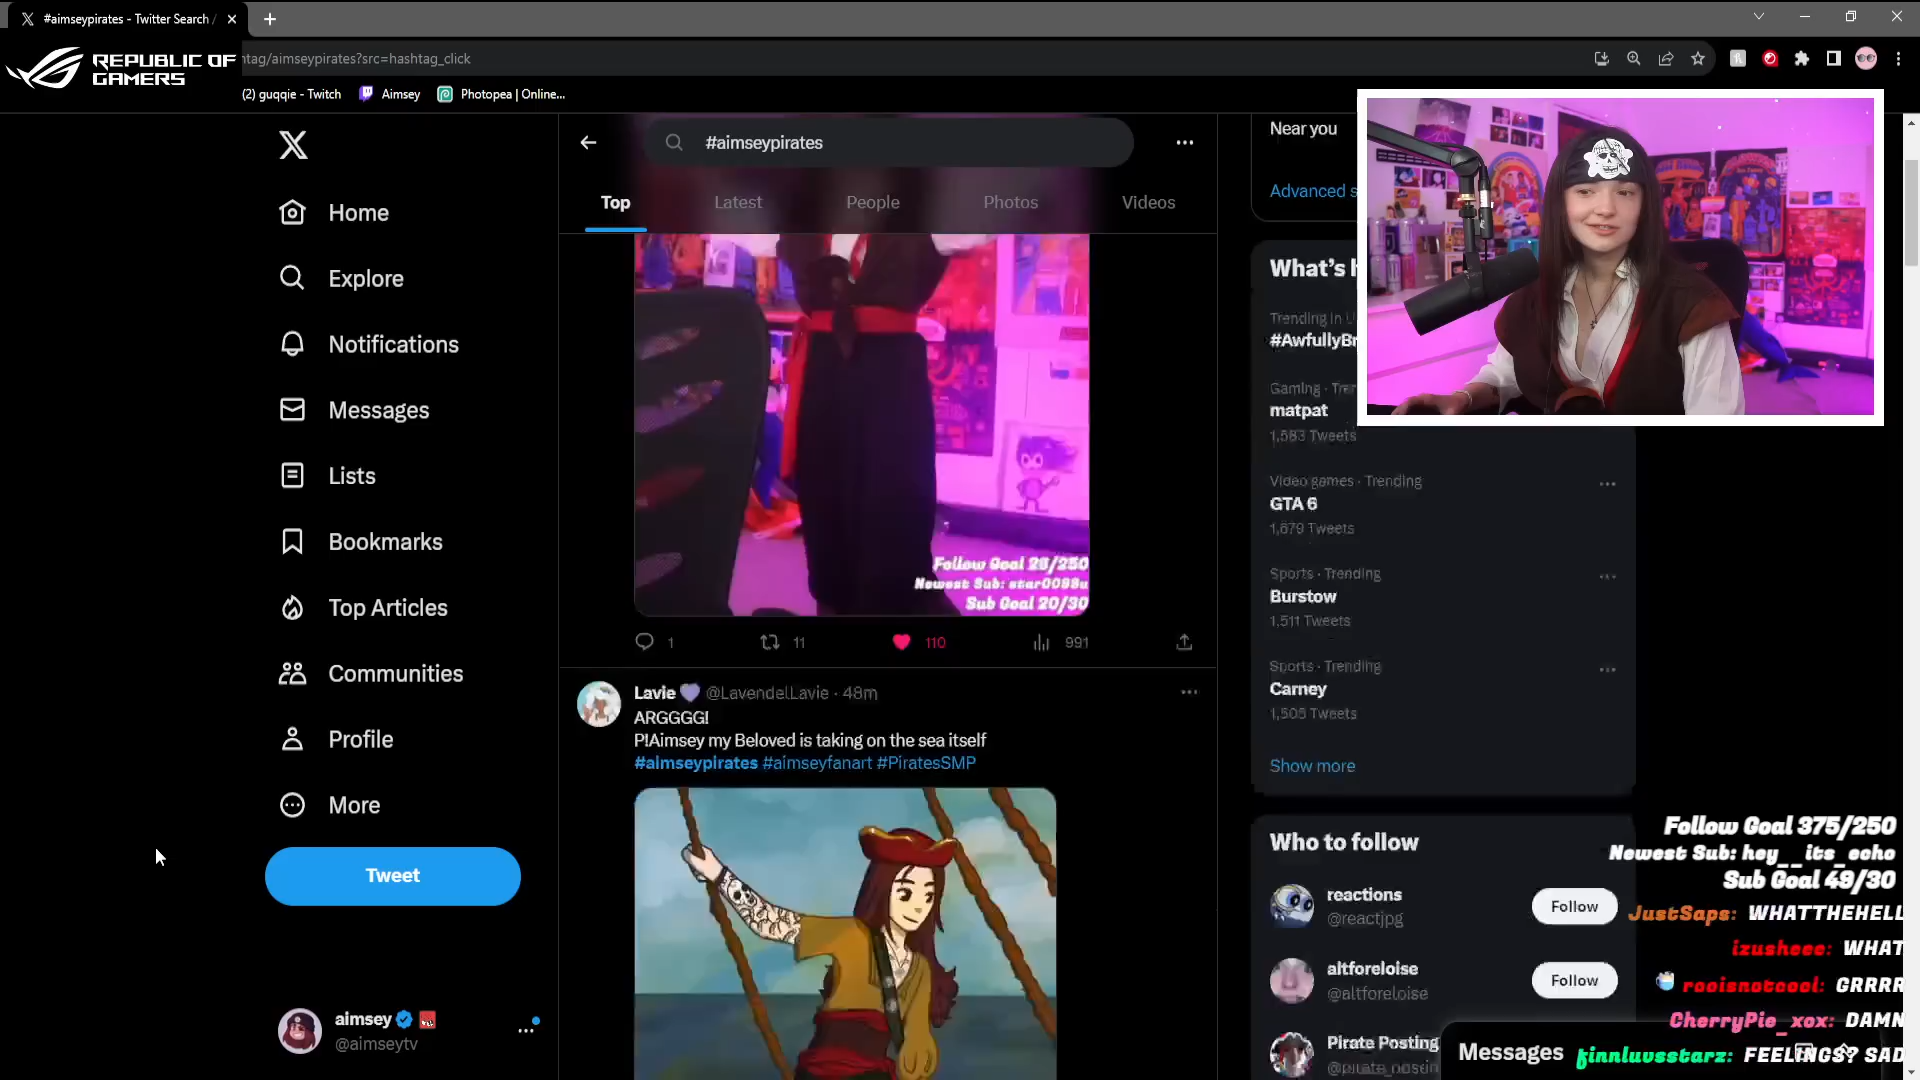 #aimseypirates - Twitter Search /
REPUBLIC OF
GAMERS
tag/aimseypirates?src=hashtag_click
(2) guqqie - Twitch
Aimsey
Photopea | Online...
X
Home
Explore
Notifications
Messages
Lists
Bookmarks
Top Articles
Communities
Profile
More
Tweet
aimsey
@aimseytv
#aimseypirates
Top
Latest
People
Photos
Videos
Follow Goal 26/250
Newest Sub: star0098u
Sub Goal 20/30
1
11
110
991
Lavie 💜 @LavendelLavie · 48m
ARGGGG!
P!Aimsey my Beloved is taking on the sea itself
#aimseypirates #aimseyfanart #PiratesSMP
Near you
Advanced s
What's h
Trending in U
#AwfullyBr
Gaming · Tre
matpat
1,583 Tweets
Video games · Trending
GTA 6
1,679 Tweets
Sports · Trending
Burstow
1,511 Tweets
Sports · Trending
Carney
1,505 Tweets
Show more
Who to follow
reactions
@reactjpg
Follow
altforeloise
@altforeloise
Follow
Pirate Posting
Messages
Follow Goal 375/250
Newest Sub: hey__its_echo
Sub Goal 49/30
JustSaps: WHATTHEHELL
izusheee: WHAT
rooisnotcool: GRRRR
CherryPie_xox: DAMN
finnluvsstarz: FEELINGS? SAD